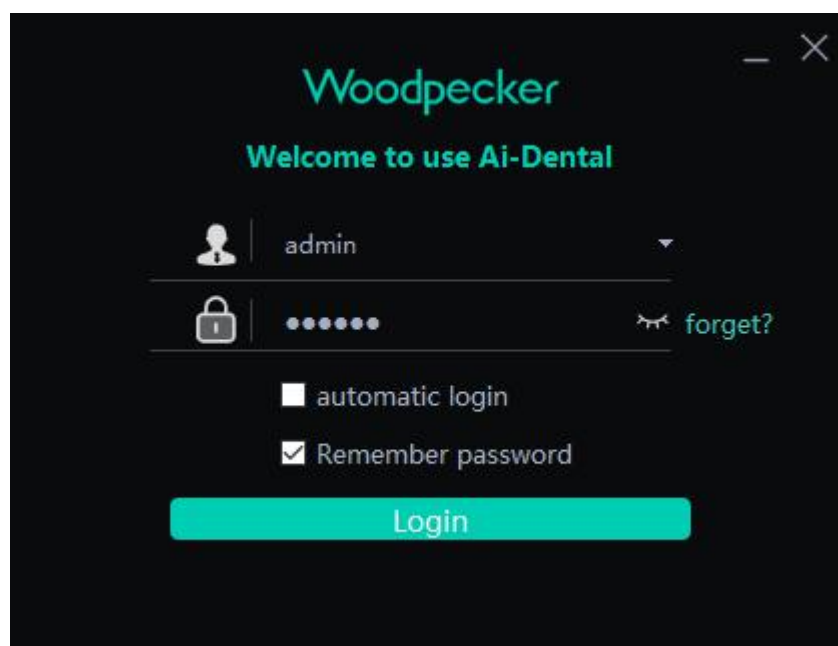 Woodpecker
Welcome to use Ai-Dental
admin
●●●●●● forget?
automatic login
Remember password
Login